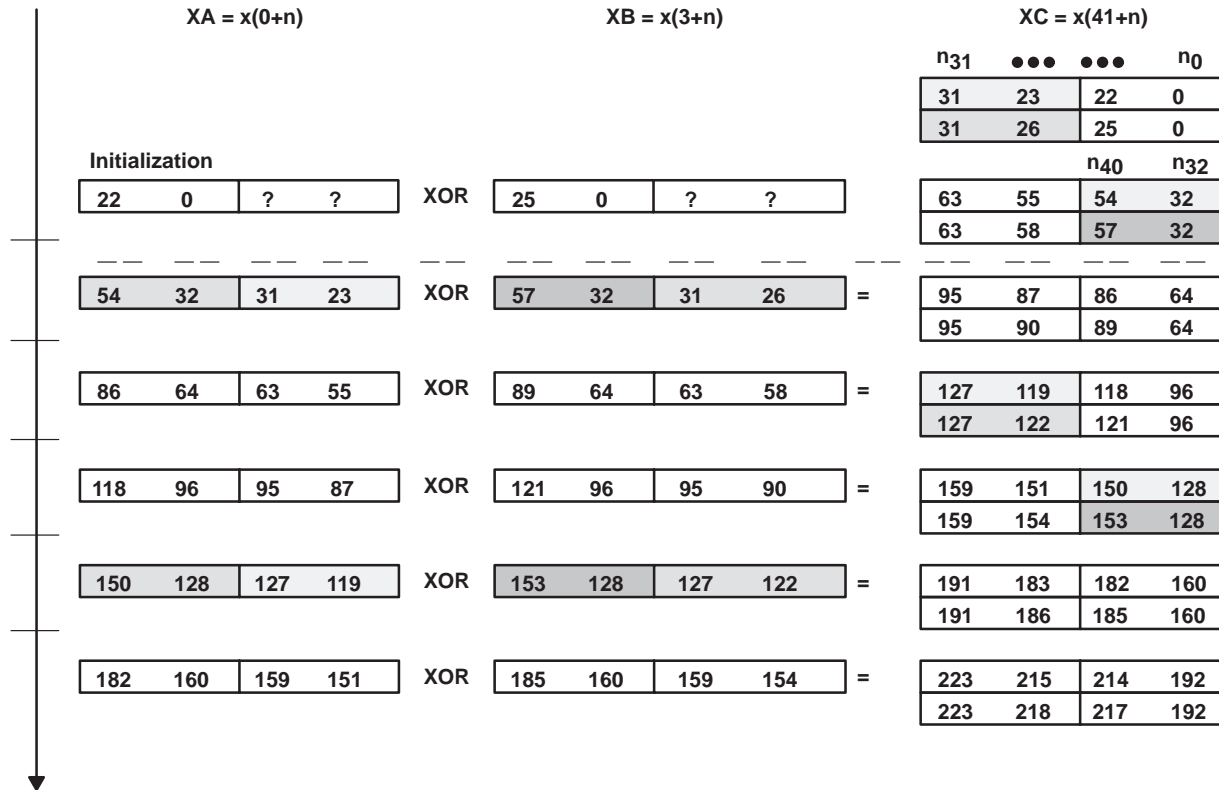 XA = x(0+n) XB = x(3+n) XC = x(41+n)
n31 ●●● ●●● n0
31 23 22 0
31 26 25 0
Initialization n40 n32
22 0 ? ? XOR 25 0 ? ? 63 55 54 32
63 58 57 32
54 32 31 23 XOR 57 32 31 26 = 95 87 86 64
95 90 89 64
86 64 63 55 XOR 89 64 63 58 = 127 119 118 96
127 122 121 96
118 96 95 87 XOR 121 96 95 90 = 159 151 150 128
159 154 153 128
150 128 127 119 XOR 153 128 127 122 = 191 183 182 160
191 186 185 160
182 160 159 151 XOR 185 160 159 154 = 223 215 214 192
223 218 217 192